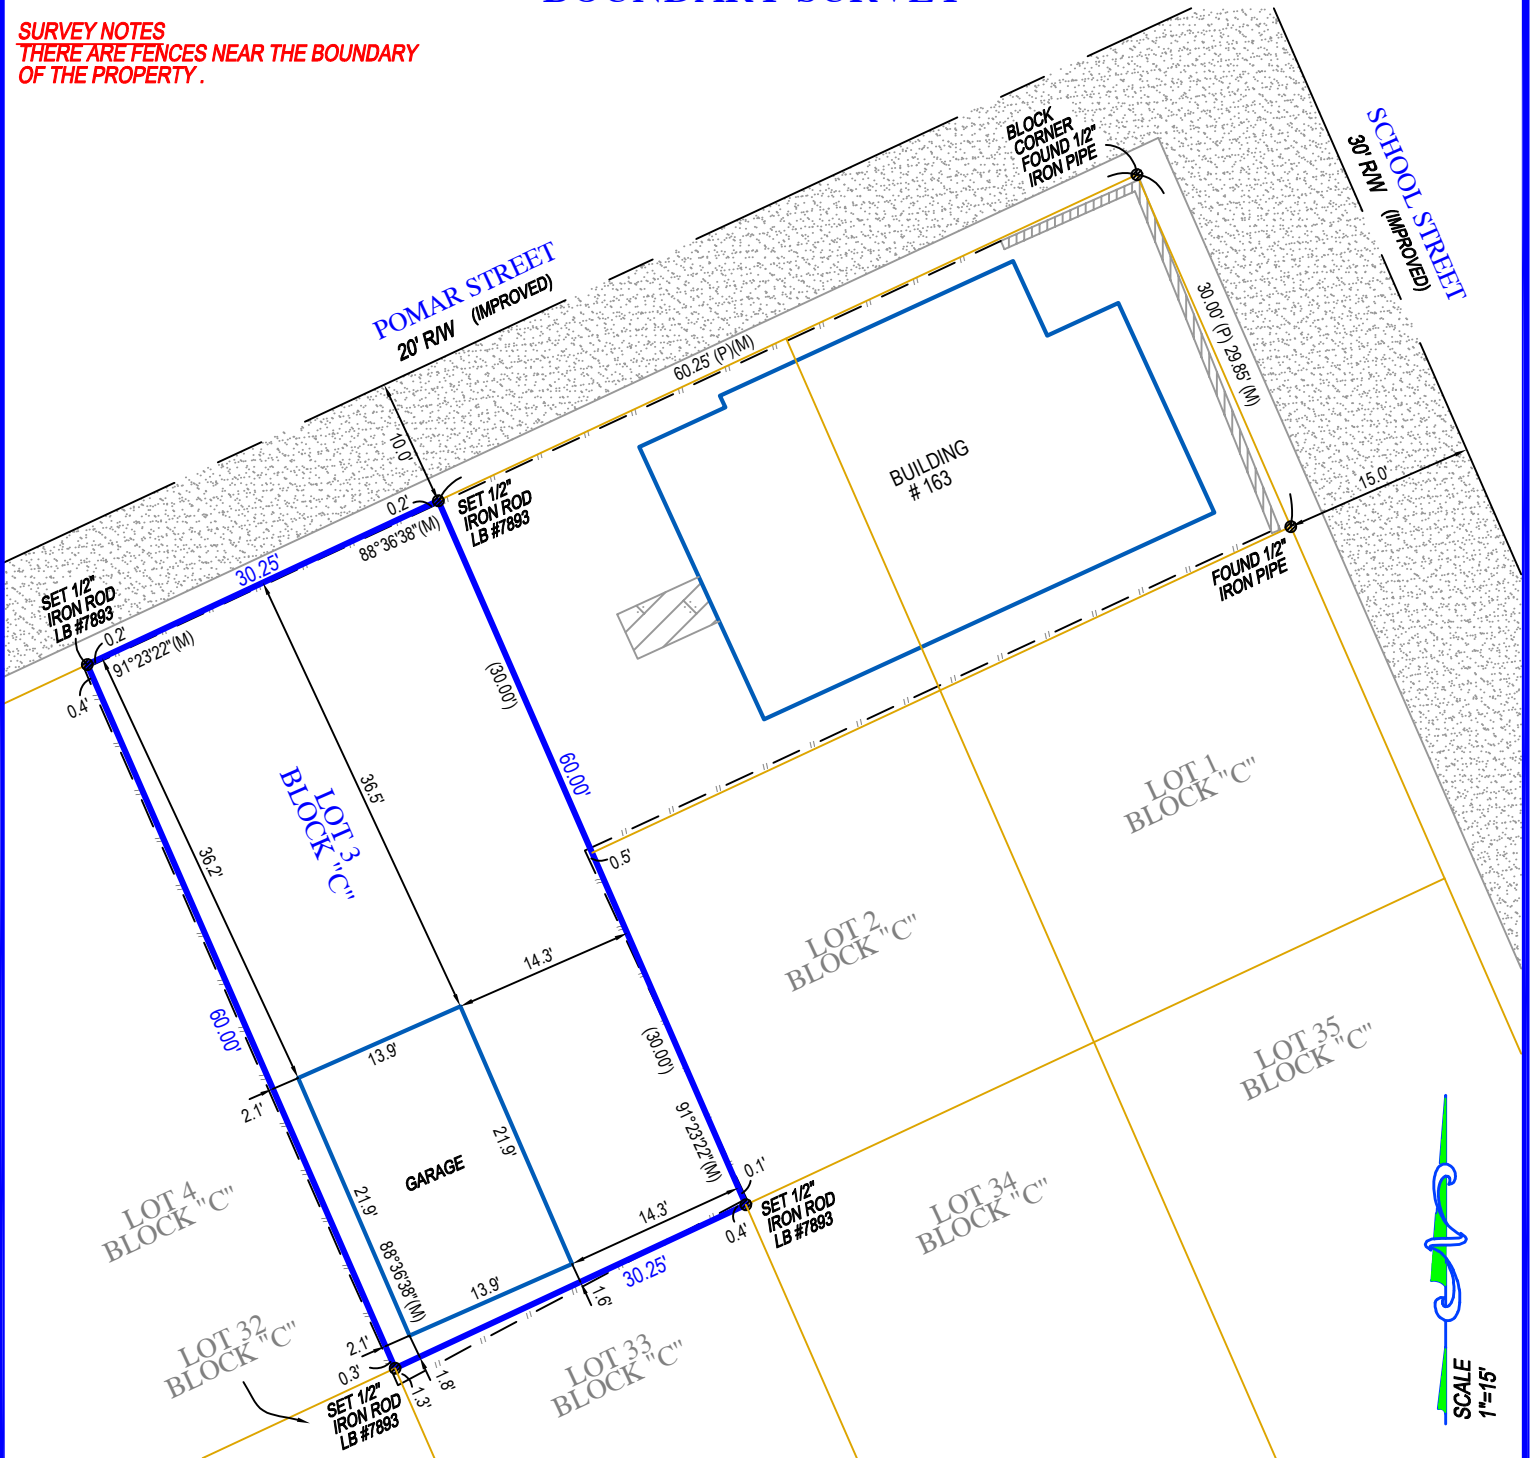 BOUNDARY SURVEY
SURVEY NOTES
THERE ARE FENCES NEAR THE BOUNDARY
OF THE PROPERTY .
BLOCK
CORNER
FOUND 1/2"
IRON PIPE
SCHOOL STREET
30' R/W (IMPROVED)
POMAR STREET
20' R/W (IMPROVED)
60.25' (P)(M)
30.00' (P) 29.85' (M)
10.0'
15.0'
BUILDING
# 163
0.2'
88°36'38"(M)
SET 1/2"
IRON ROD
LB #7893
30.25'
SET 1/2"
IRON ROD
LB #7893
0.2'
91°23'22"(M)
0.4'
FOUND 1/2"
IRON PIPE
(30.00')
60.00'
36.5'
36.2'
LOT 3
BLOCK "C"
LOT 1
BLOCK "C"
0.5'
LOT 2
BLOCK "C"
14.3'
60.00'
13.9'
(30.00')
2.1'
LOT 35
BLOCK "C"
91°23'22"(M)
21.9'
GARAGE
21.9'
0.1'
SET 1/2"
IRON ROD
LB #7893
0.4'
14.3'
LOT 34
BLOCK "C"
LOT 4
BLOCK "C"
88°36'38"(M)
13.9'
30.25'
1.6'
LOT 32
BLOCK "C"
2.1'
0.3'
1.8'
1.3'
SET 1/2"
IRON ROD
LB #7893
LOT 33
BLOCK "C"
SCALE
1"=15'